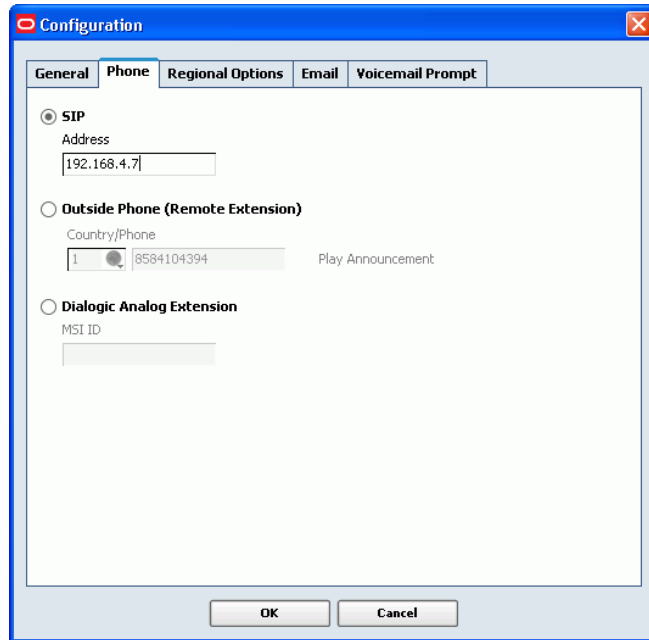 Configuration
General Phone Regional Options Email Voicemail Prompt
SIP
Address
192.168.4.7
Outside Phone (Remote Extension)
Country/Phone
1 8584104394 Play Announcement
Dialogic Analog Extension
MSI ID
OK Cancel